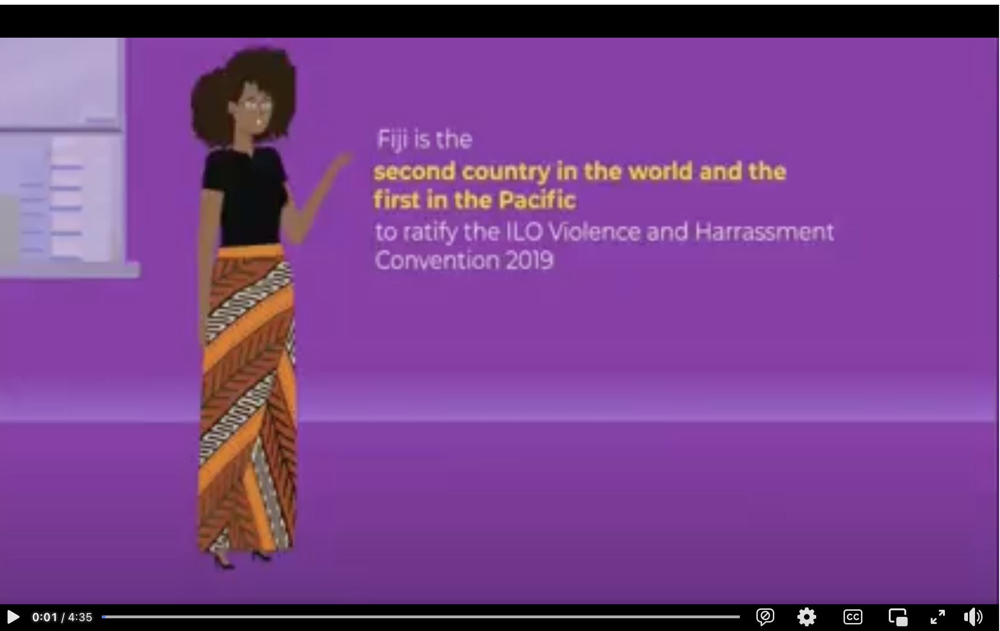 Fiji is the
second country in the world and the
first in the Pacific
to ratify the ILO Violence and Harrassment
Convention 2019
0:01 / 4:35
CC